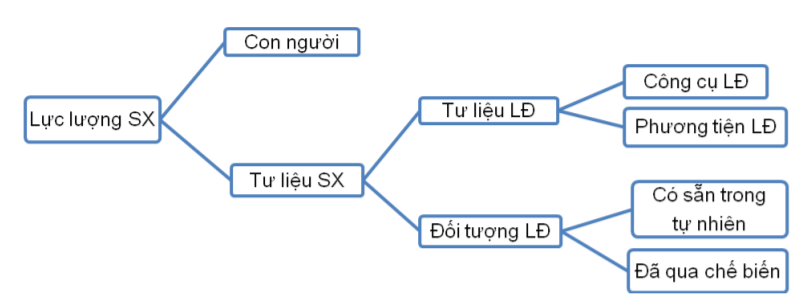 Lực lượng SX
Con người
Tư liệu SX
Tư liệu LĐ
Công cụ LĐ
Phương tiện LĐ
Đối tượng LĐ
Có sẵn trong
tự nhiên
Đã qua chế biến